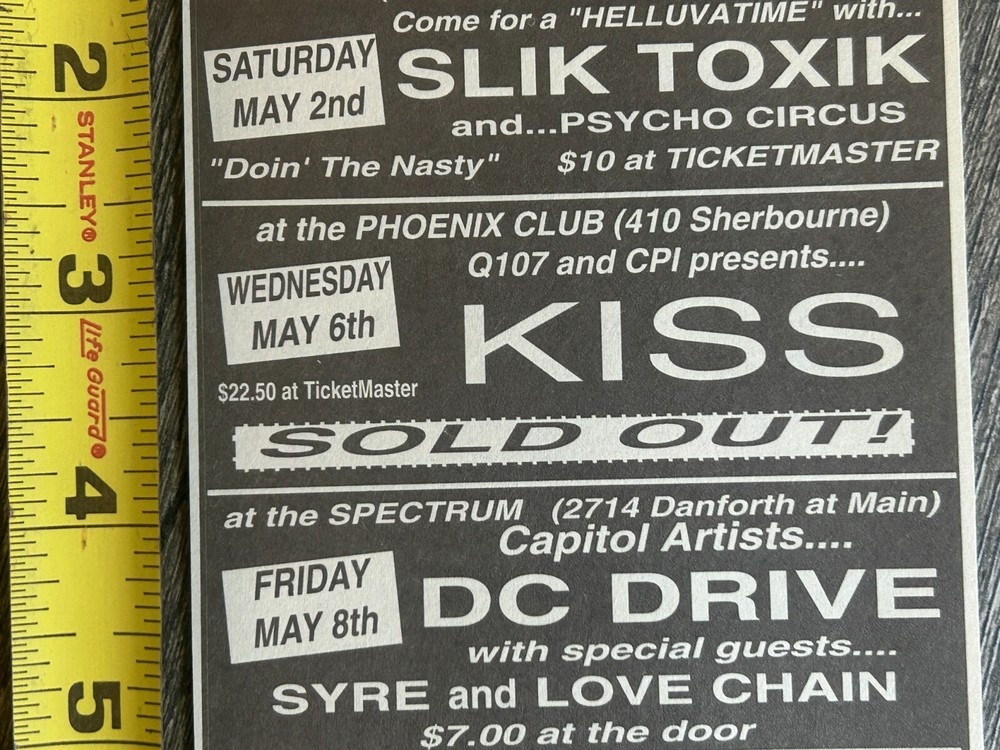 Come for a "HELLUVATIME" with...
SATURDAY
MAY 2nd
SLIK TOXIK
and...PSYCHO CIRCUS
"Doin' The Nasty" $10 at TICKETMASTER
at the PHOENIX CLUB (410 Sherbourne)
Q107 and CPI presents....
WEDNESDAY
MAY 6th
KISS
$22.50 at TicketMaster
SOLD OUT!
at the SPECTRUM (2714 Danforth at Main)
Capitol Artists....
FRIDAY
MAY 8th
DC DRIVE
with special guests....
SYRE and LOVE CHAIN
$7.00 at the door
2
STANLEY®
3
Life Guard®
4
5